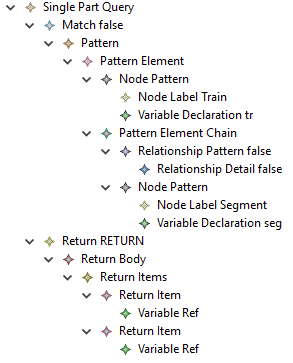 Single Part Query
Match false
Pattern
Pattern Element
Node Pattern
Node Label Train
Variable Declaration tr
Pattern Element Chain
Relationship Pattern false
Relationship Detail false
Node Pattern
Node Label Segment
Variable Declaration seg
Return RETURN
Return Body
Return Items
Return Item
Variable Ref
Return Item
Variable Ref